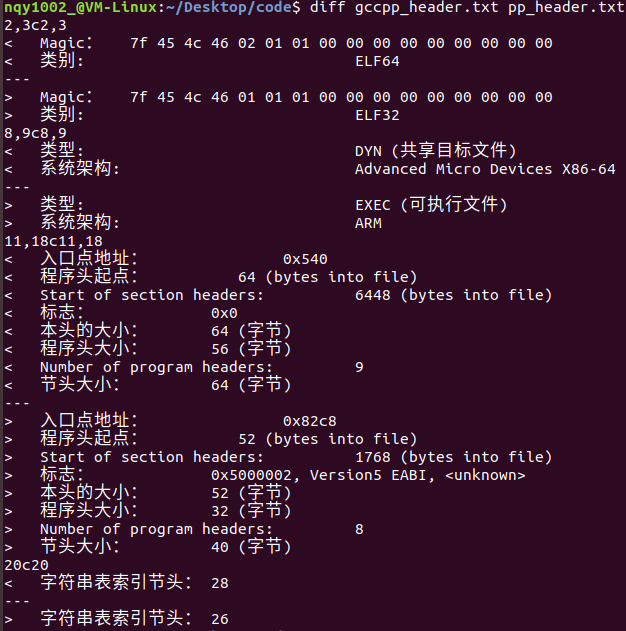 nqy1002_@VM-Linux:~/Desktop/code$ diff gccpp_header.txt pp_header.txt
2,3c2,3
<   Magic：   7f 45 4c 46 02 01 01 00 00 00 00 00 00 00 00 00
<   类别:                              ELF64
---
>   Magic：   7f 45 4c 46 01 01 01 00 00 00 00 00 00 00 00 00
>   类别:                              ELF32
8,9c8,9
<   类型:                              DYN (共享目标文件)
<   系统架构:                          Advanced Micro Devices X86-64
---
>   类型:                              EXEC (可执行文件)
>   系统架构:                          ARM
11,18c11,18
<   入口点地址：               0x540
<   程序头起点：          64 (bytes into file)
<   Start of section headers:          6448 (bytes into file)
<   标志：             0x0
<   本头的大小：       64 (字节)
<   程序头大小：       56 (字节)
<   Number of program headers:         9
<   节头大小：         64 (字节)
---
>   入口点地址：               0x82c8
>   程序头起点：          52 (bytes into file)
>   Start of section headers:          1768 (bytes into file)
>   标志：             0x5000002, Version5 EABI, <unknown>
>   本头的大小：       52 (字节)
>   程序头大小：       32 (字节)
>   Number of program headers:         8
>   节头大小：         40 (字节)
20c20
<   字符串表索引节头： 28
---
>   字符串表索引节头： 26